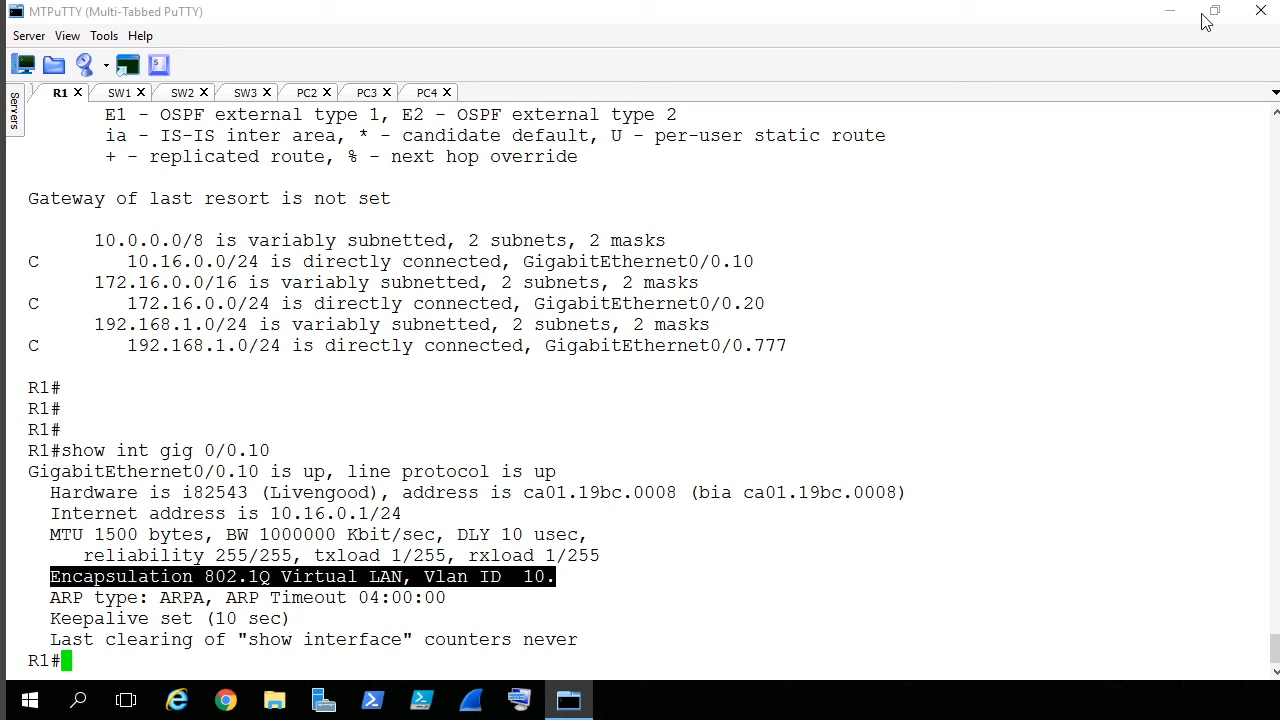 MTPuTTY (Multi-Tabbed PuTTY)
Server View Tools Help
Servers
R1 SW1 SW2 SW3 PC2 PC3 PC4
E1 - OSPF external type 1, E2 - OSPF external type 2
ia - IS-IS inter area, * - candidate default, U - per-user static route
+ - replicated route, % - next hop override
Gateway of last resort is not set
10.0.0.0/8 is variably subnetted, 2 subnets, 2 masks
C 10.16.0.0/24 is directly connected, GigabitEthernet0/0.10
172.16.0.0/16 is variably subnetted, 2 subnets, 2 masks
C 172.16.0.0/24 is directly connected, GigabitEthernet0/0.20
192.168.1.0/24 is variably subnetted, 2 subnets, 2 masks
C 192.168.1.0/24 is directly connected, GigabitEthernet0/0.777
R1#
R1#
R1#
R1#show int gig 0/0.10
GigabitEthernet0/0.10 is up, line protocol is up
Hardware is i82543 (Livengood), address is ca01.19bc.0008 (bia ca01.19bc.0008)
Internet address is 10.16.0.1/24
MTU 1500 bytes, BW 1000000 Kbit/sec, DLY 10 usec,
reliability 255/255, txload 1/255, rxload 1/255
Encapsulation 802.1Q Virtual LAN, Vlan ID  10.
ARP type: ARPA, ARP Timeout 04:00:00
Keepalive set (10 sec)
Last clearing of "show interface" counters never
R1#